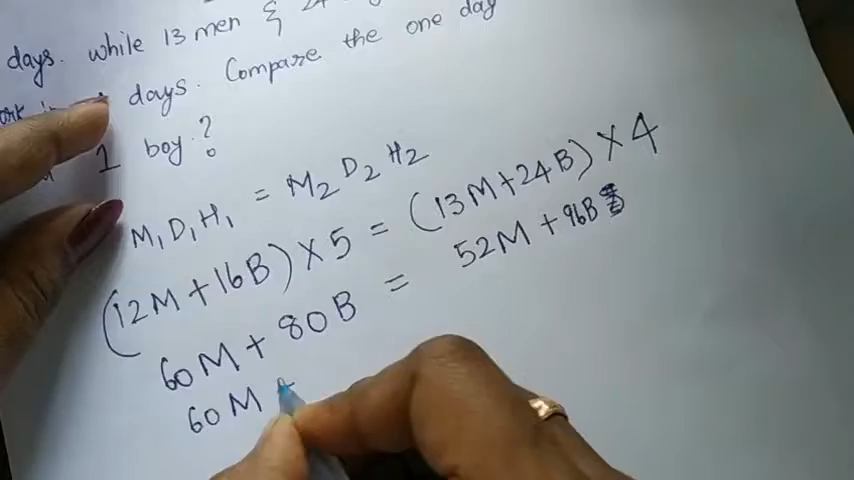 days. while 13 men & 24
days. Compare the one day
1 boy ?
M₁D₁H₁ = M₂D₂H₂
(12M+16B)×5 = (13M+24B)×4
60M + 80B = 52M + 96B
60M